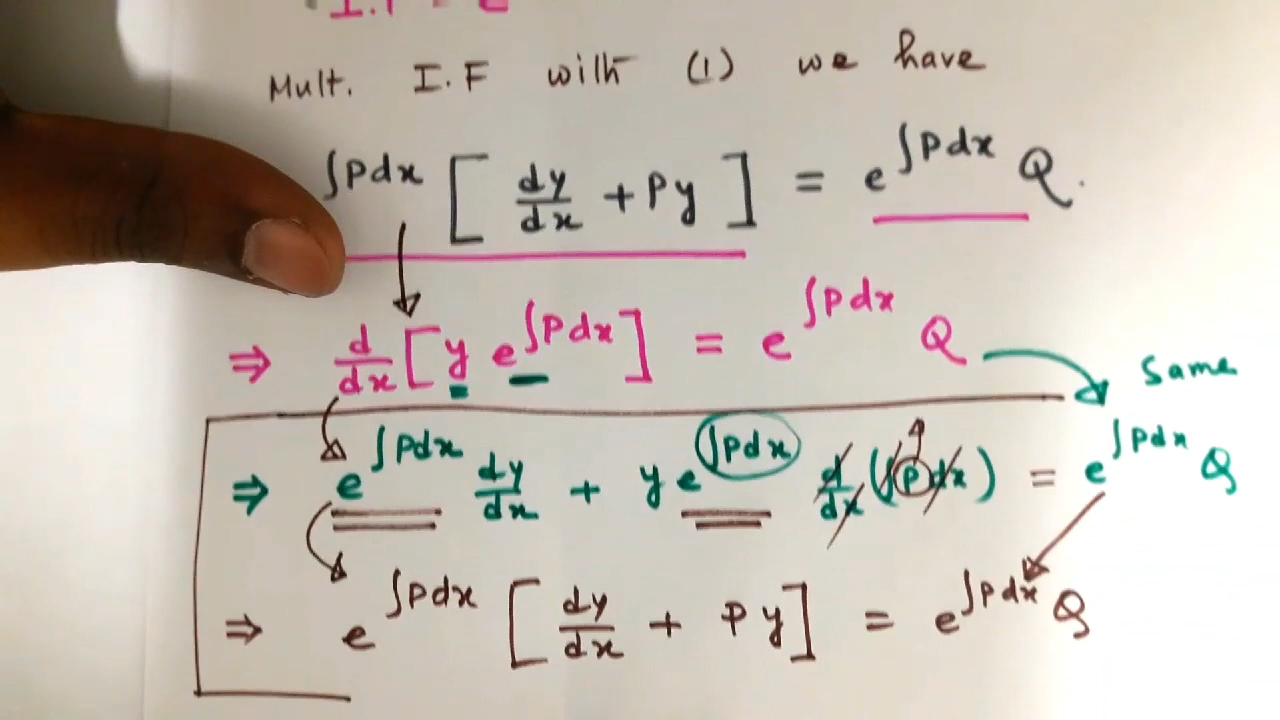 I.F = e
Mult. I.F with (1) we have
∫Pdx [ dy/dx + Py ] = e^∫Pdx Q.
⇒ d/dx [ y e^∫Pdx ] = e^∫Pdx Q
Same
⇒ e^∫Pdx dy/dx + y e^∫Pdx d/dx (∫Pdx) = e^∫Pdx Q
⇒ e^∫Pdx [ dy/dx + Py ] = e^∫Pdx Q